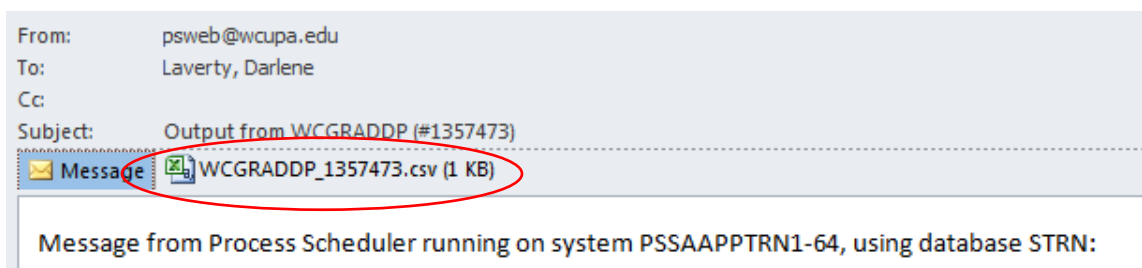 From: psweb@wcupa.edu
To: Laverty, Darlene
Cc:
Subject: Output from WCGRADDP (#1357473)
Message WCGRADDP_1357473.csv (1 KB)
Message from Process Scheduler running on system PSSAAPPTRN1-64, using database STRN: